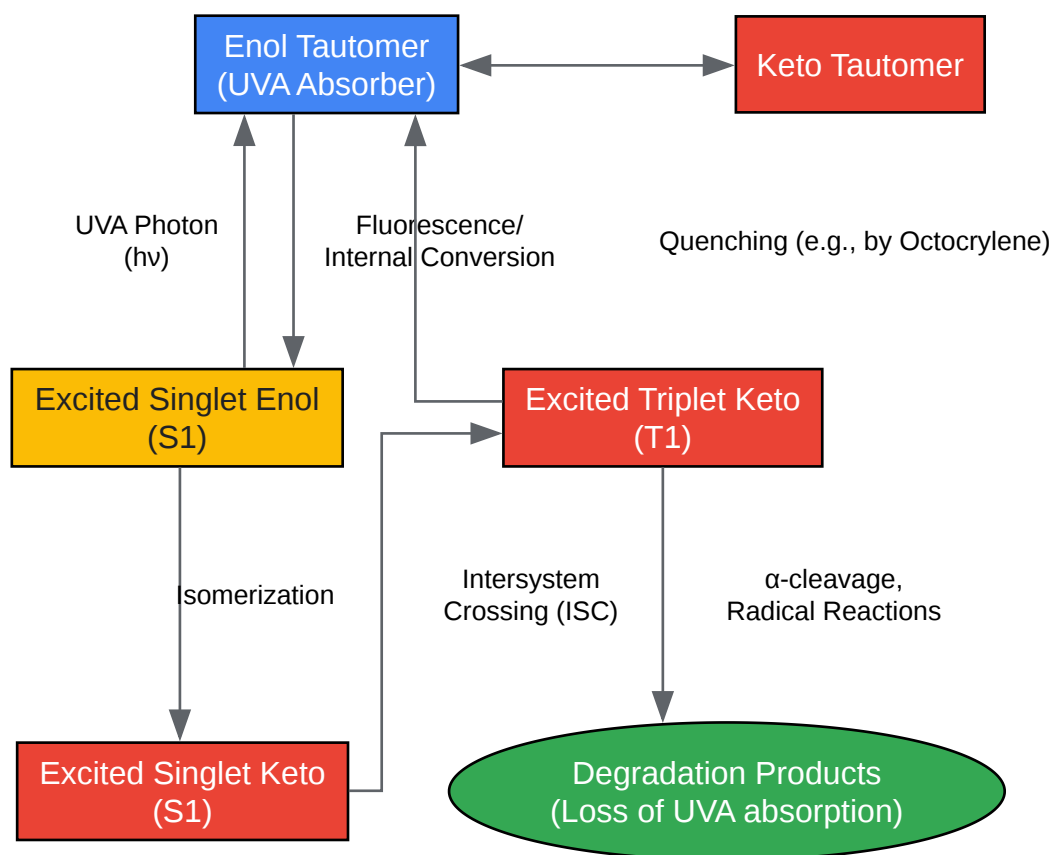 Enol Tautomer
(UVA Absorber)
Keto Tautomer
UVA Photon
(hν)
Fluorescence/
Internal Conversion
Quenching (e.g., by Octocrylene)
Excited Singlet Enol
(S1)
Excited Triplet Keto
(T1)
Isomerization
Intersystem
Crossing (ISC)
α-cleavage,
Radical Reactions
Excited Singlet Keto
(S1)
Degradation Products
(Loss of UVA absorption)